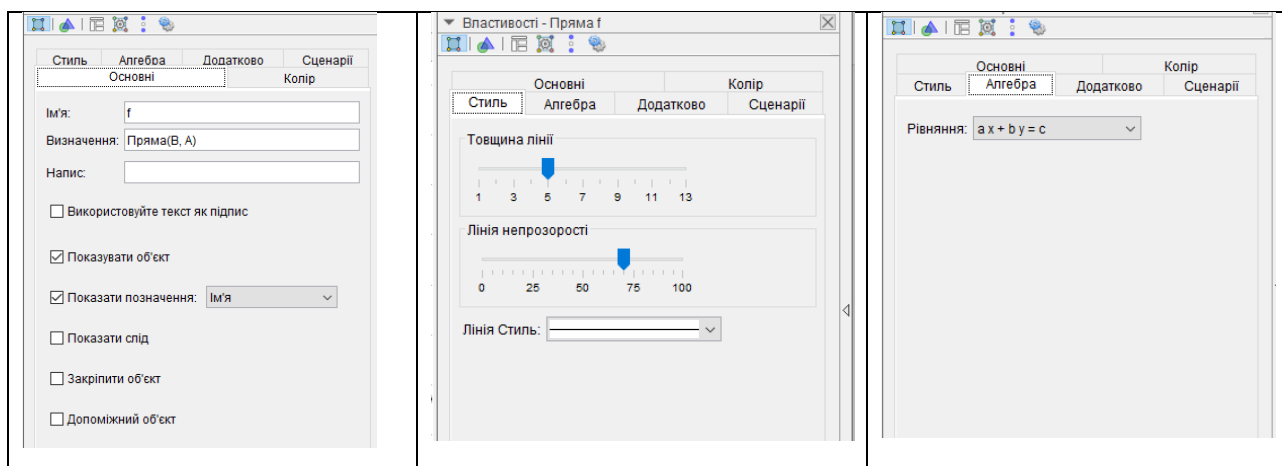 Стиль Алгебра Додатково Сценарії
Основні Колір
Ім'я: f
Визначення: Пряма(B, A)
Напис:
Використовуйте текст як підпис
Показувати об'єкт
Показати позначення: Ім'я
Показати слід
Закріпити об'єкт
Допоміжний об'єкт
Властивості - Пряма f
Основні Колір
Стиль Алгебра Додатково Сценарії
Товщина лінії
1 3 5 7 9 11 13
Лінія непрозорості
0 25 50 75 100
Лінія Стиль:
Основні Колір
Стиль Алгебра Додатково Сценарії
Рівняння: a x + b y = c